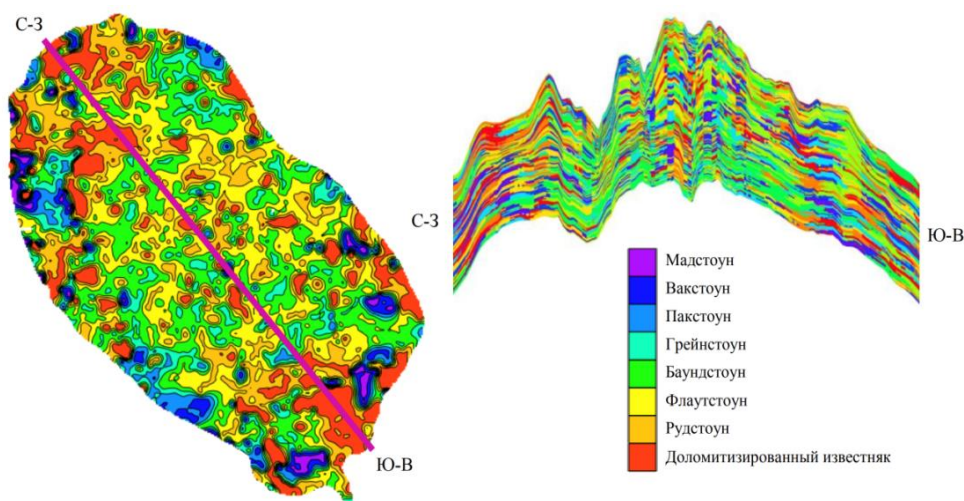 С-З
Ю-В
С-З
Ю-В
Мадстоун
Вакстоун
Пакстоун
Грейнстоун
Баундстоун
Флаутстоун
Рудстоун
Доломитизированный известняк